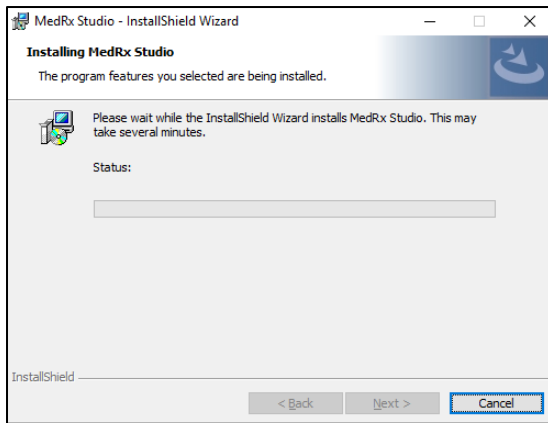 MedRx Studio - InstallShield Wizard
Installing MedRx Studio
The program features you selected are being installed.
Please wait while the InstallShield Wizard installs MedRx Studio. This may
take several minutes.
Status:
InstallShield
< Back
Next >
Cancel